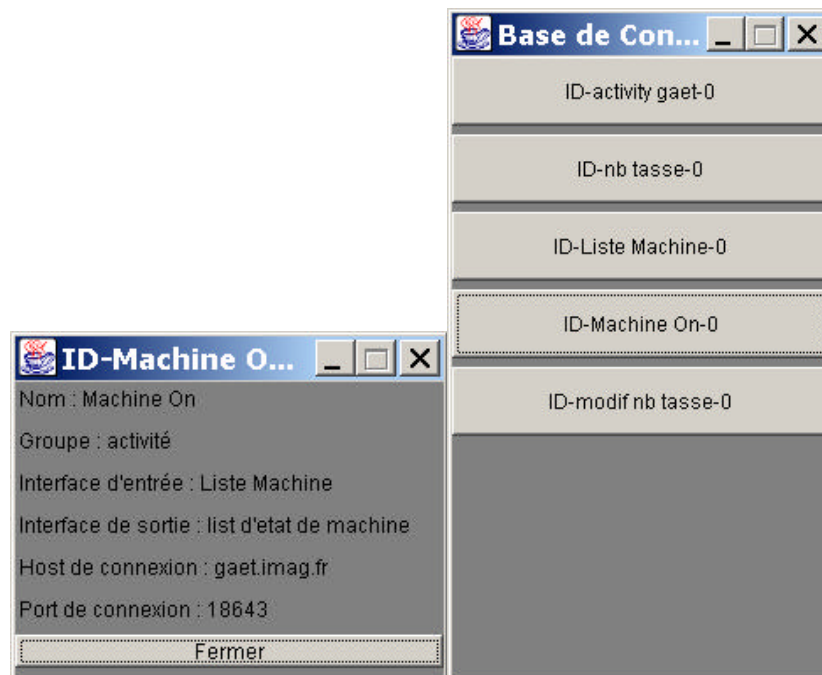 Base de Con...
ID-activity gaet-0
ID-nb tasse-0
ID-Liste Machine-0
ID-Machine On-0
ID-modif nb tasse-0
ID-Machine O...
Nom : Machine On
Groupe : activité
Interface d'entrée : Liste Machine
Interface de sortie : list d'etat de machine
Host de connexion : gaet.imag.fr
Port de connexion : 18643
Fermer